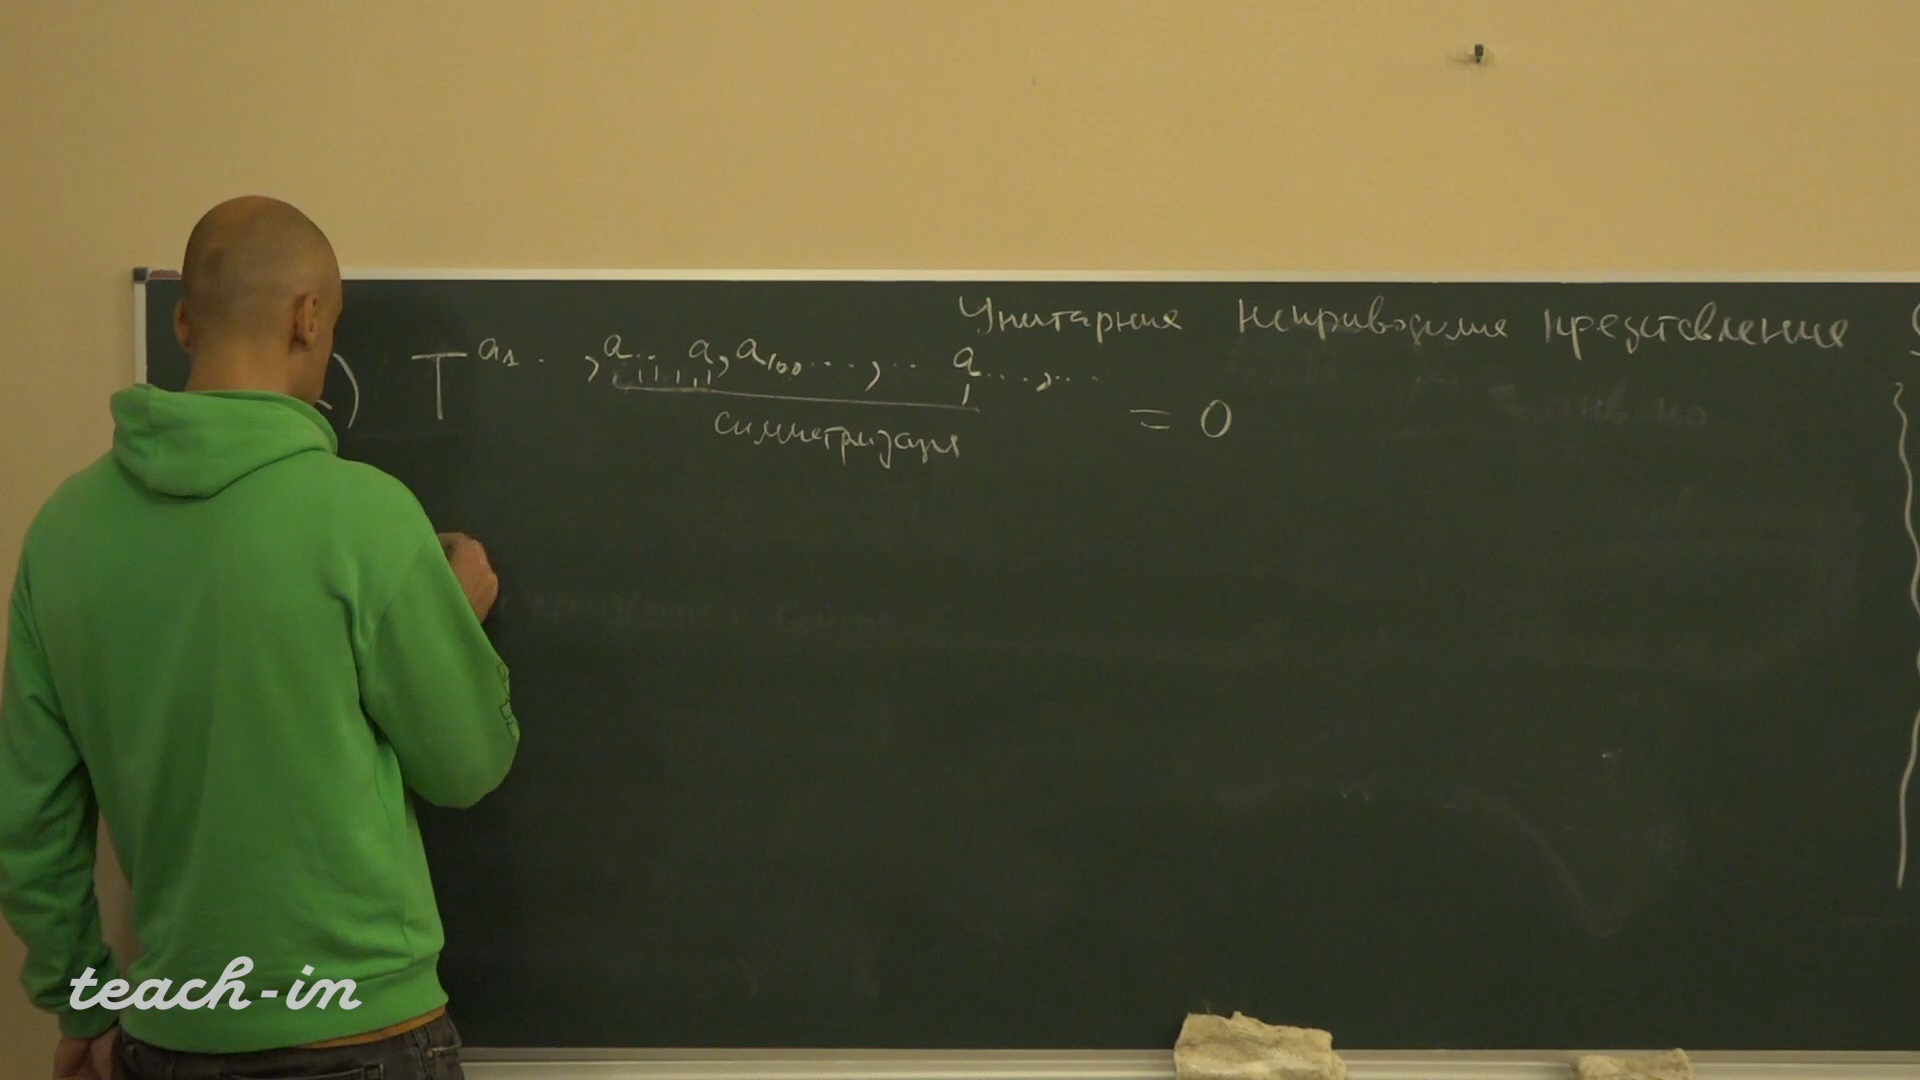 Унитарные неприводимые представления
) T^{a₁..., a... a, a₁₀₀..., ... a...,...} = 0
симметризация
teach-in